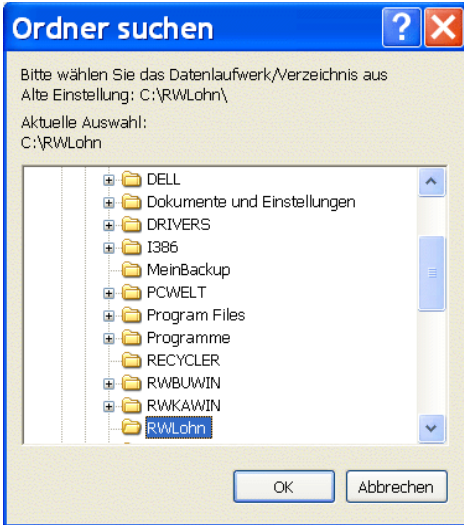 Ordner suchen
Bitte wählen Sie das Datenlaufwerk/Verzeichnis aus
Alte Einstellung: C:\RWLohn\
Aktuelle Auswahl:
C:\RWLohn
DELL
Dokumente und Einstellungen
DRIVERS
I386
MeinBackup
PCWELT
Program Files
Programme
RECYCLER
RWBUWIN
RWKAWIN
RWLohn
OK Abbrechen